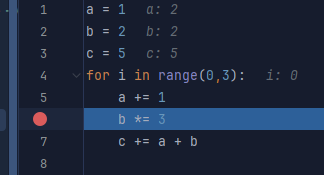 1 a = 1 a: 2
2 b = 2 b: 2
3 c = 5 c: 5
4 for i in range(0,3): i: 0
5 a += 1
b *= 3
7 c += a + b
8